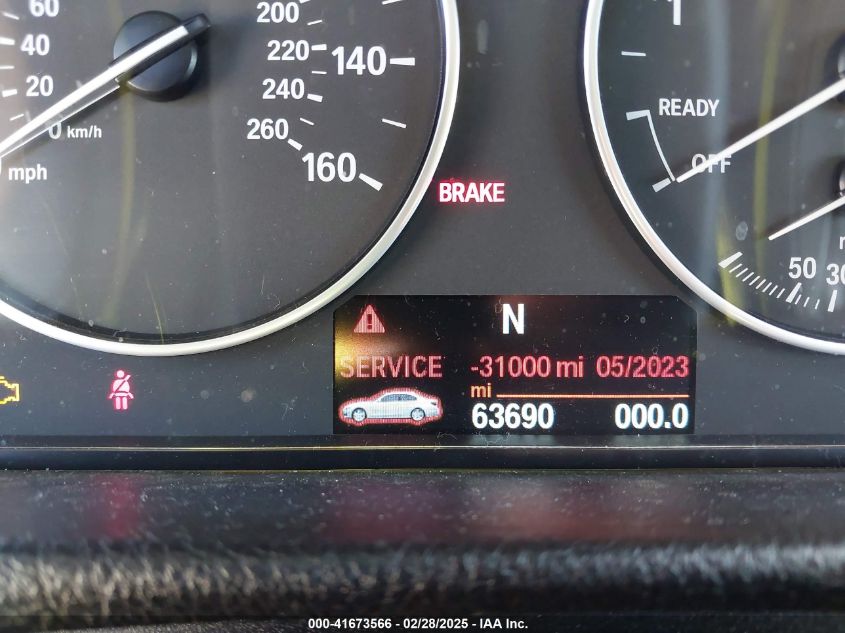 60
40
20
0 km/h
mph
200
220
240
260
140
160
BRAKE
1
READY
OFF
50
N
SERVICE -31000 mi 05/2023
mi
63690 000.0
000-41673566 - 02/28/2025 - IAA Inc.